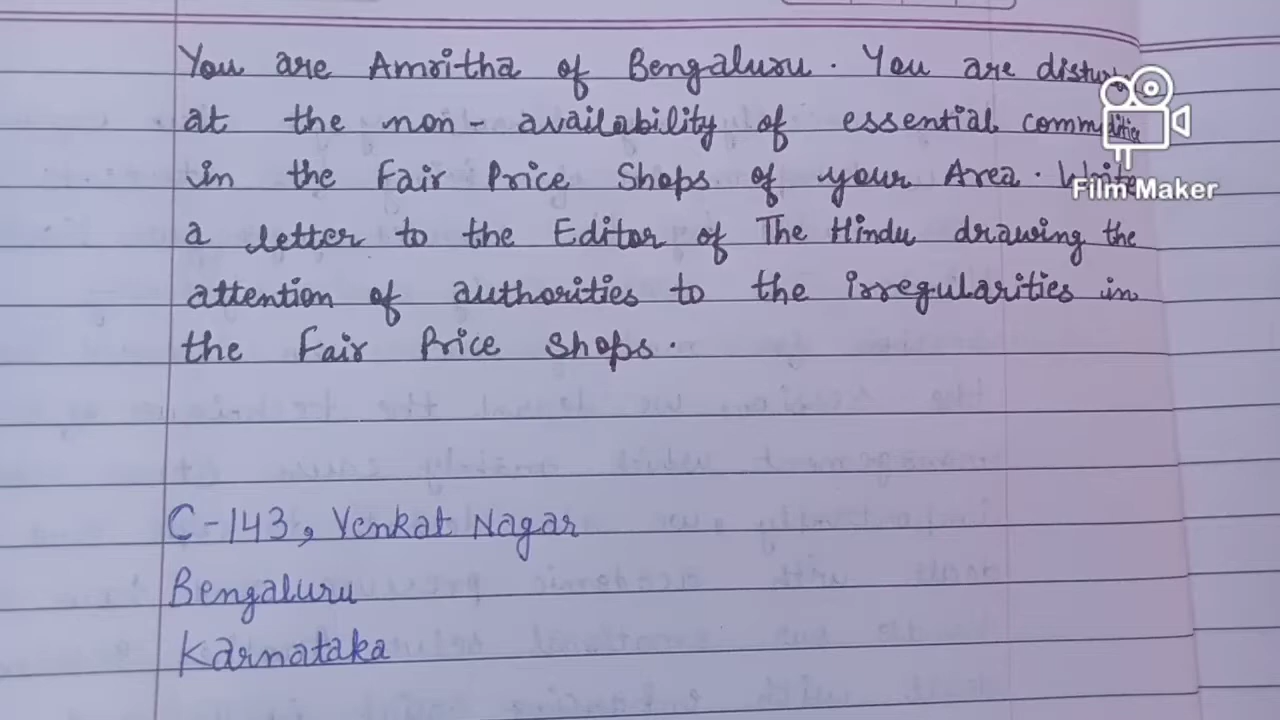 You are Amritha of Bengaluru. You are
at the non-availability of essential
in the Fair Price Shops of your Area. Write
a letter to the Editor of The Hindu drawing the
attention of authorities to the irregularities in
the Fair Price Shops.
Film Maker
C-143, Venkat Nagar
Bengaluru
Karnataka